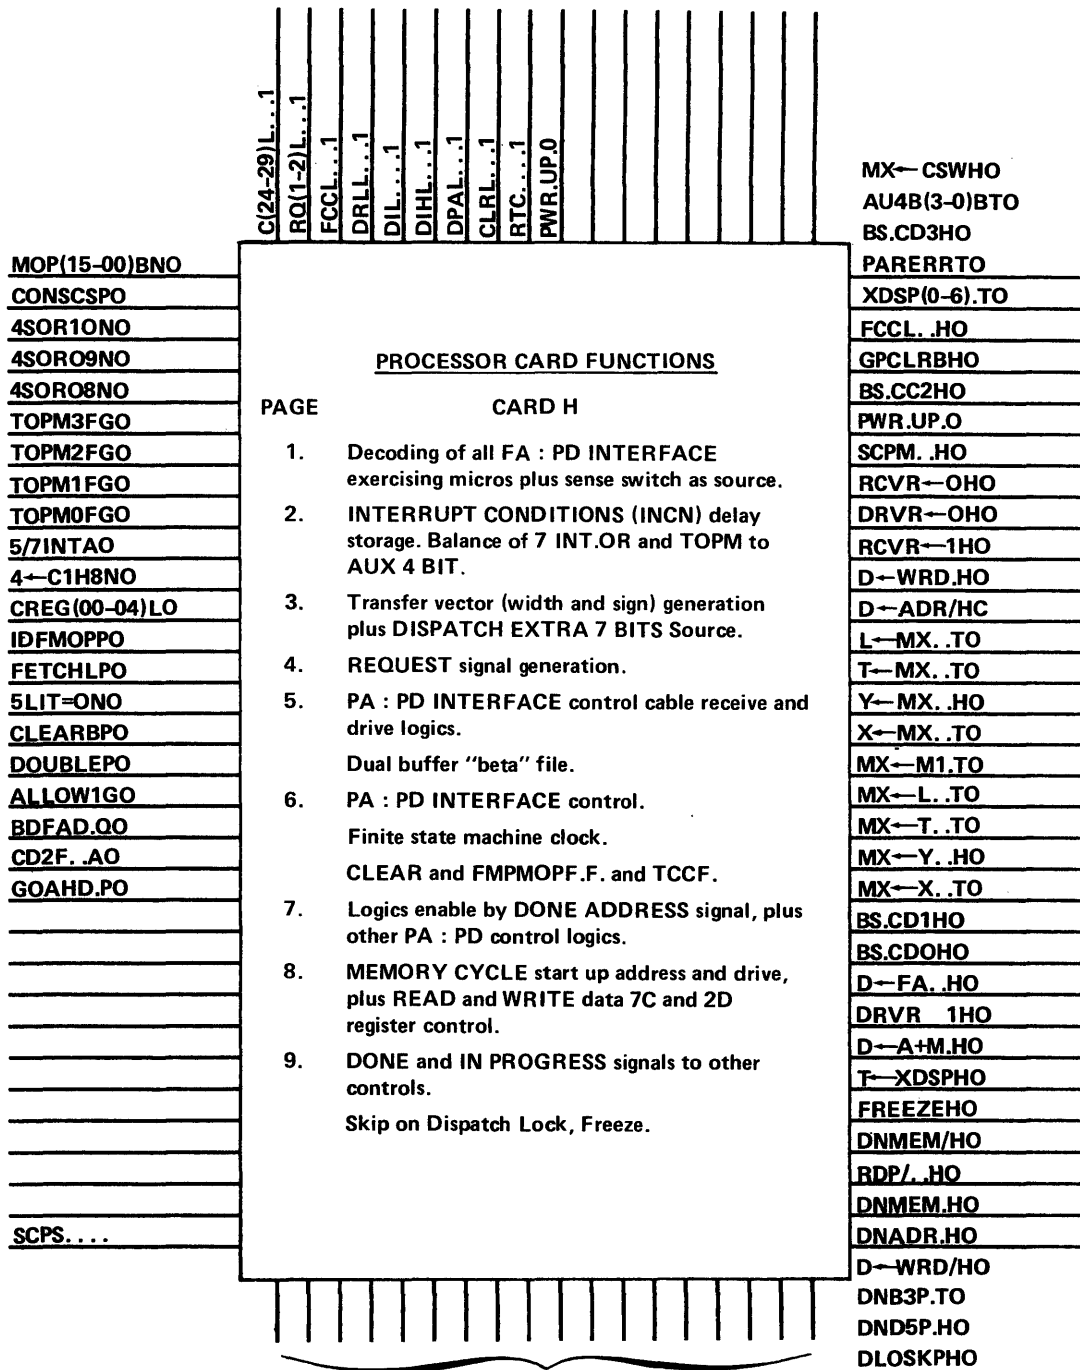 C(24-29)L...1
RQ(1-2)L...1
FCCL...1
DRLL...1
DIL....1
DIHL...1
DPAL...1
CLRL...1
RTC....1
PWR.UP.0
MOP(15-00)BNO
CONSCSPO
4SOR1ONO
4SORO9NO
4SORO8NO
TOPM3FGO
TOPM2FGO
TOPM1FGO
TOPM0FGO
5/7INTAO
4←C1H8NO
CREG(00-04)LO
IDFMOPPO
FETCHLPO
5LIT=ONO
CLEARBPO
DOUBLEPO
ALLOW1GO
BDFAD.QO
CD2F. .AO
GOAHD.PO
SCPS. . . .
PROCESSOR CARD FUNCTIONS
PAGE CARD H
1. Decoding of all FA : PD INTERFACE
exercising micros plus sense switch as source.
2. INTERRUPT CONDITIONS (INCN) delay
storage. Balance of 7 INT.OR and TOPM to
AUX 4 BIT.
3. Transfer vector (width and sign) generation
plus DISPATCH EXTRA 7 BITS Source.
4. REQUEST signal generation.
5. PA : PD INTERFACE control cable receive and
drive logics.
Dual buffer "beta" file.
6. PA : PD INTERFACE control.
Finite state machine clock.
CLEAR and FMPMOPF.F. and TCCF.
7. Logics enable by DONE ADDRESS signal, plus
other PA : PD control logics.
8. MEMORY CYCLE start up address and drive,
plus READ and WRITE data 7C and 2D
register control.
9. DONE and IN PROGRESS signals to other
controls.
Skip on Dispatch Lock, Freeze.
MX←CSWHO
AU4B(3-0)BTO
BS.CD3HO
PARERRTO
XDSP(0-6).TO
FCCL. .HO
GPCLRBHO
BS.CC2HO
PWR.UP.O
SCPM. .HO
RCVR←OHO
DRVR←OHO
RCVR←1HO
D←WRD.HO
D←ADR/HC
L←MX. .TO
T←MX. .TO
Y←MX. .HO
X←MX. .TO
MX←M1.TO
MX←L. .TO
MX←T. .TO
MX←Y. .HO
MX←X. .TO
BS.CD1HO
BS.CDOHO
D←FA. .HO
DRVR 1HO
D←A+M.HO
T←XDSPHO
FREEZEHO
DNMEM/HO
RDP/. .HO
DNMEM.HO
DNADR.HO
D←WRD/HO
DNB3P.TO
DND5P.HO
DLOSKPHO